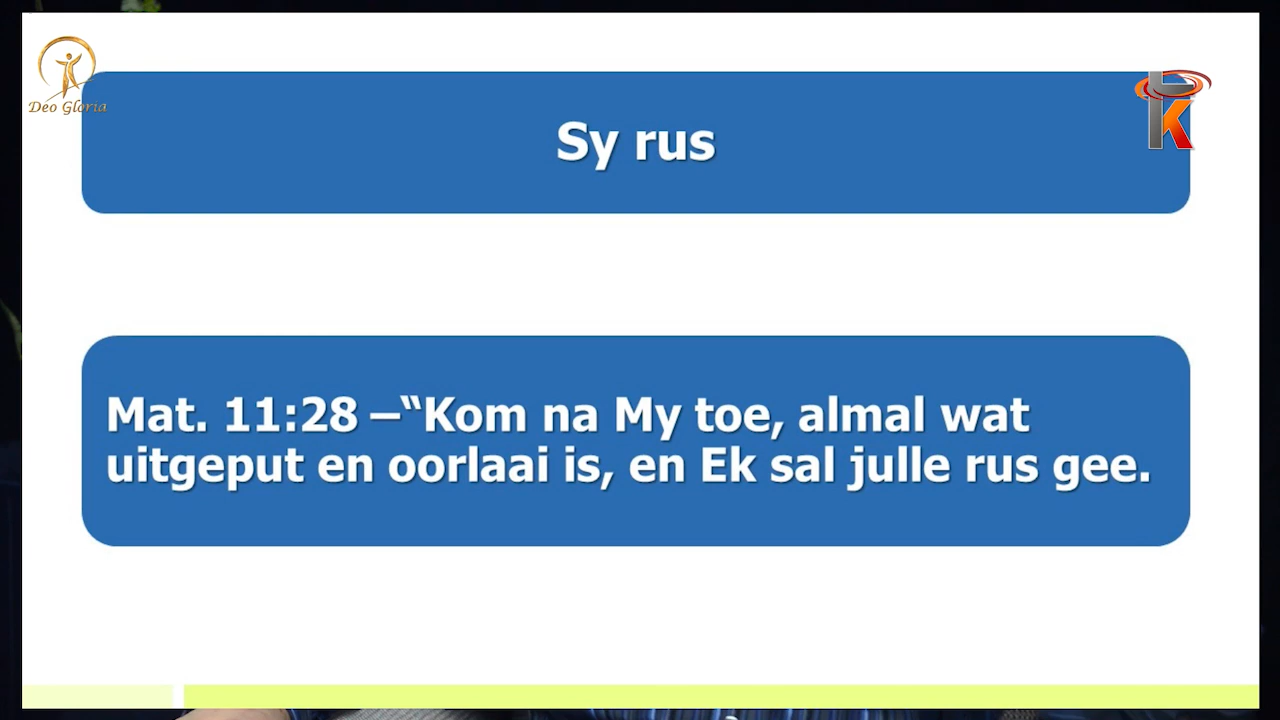 Deo Gloria
Sy rus
Mat. 11:28 –“Kom na My toe, almal wat
uitgeput en oorlaai is, en Ek sal julle rus gee.